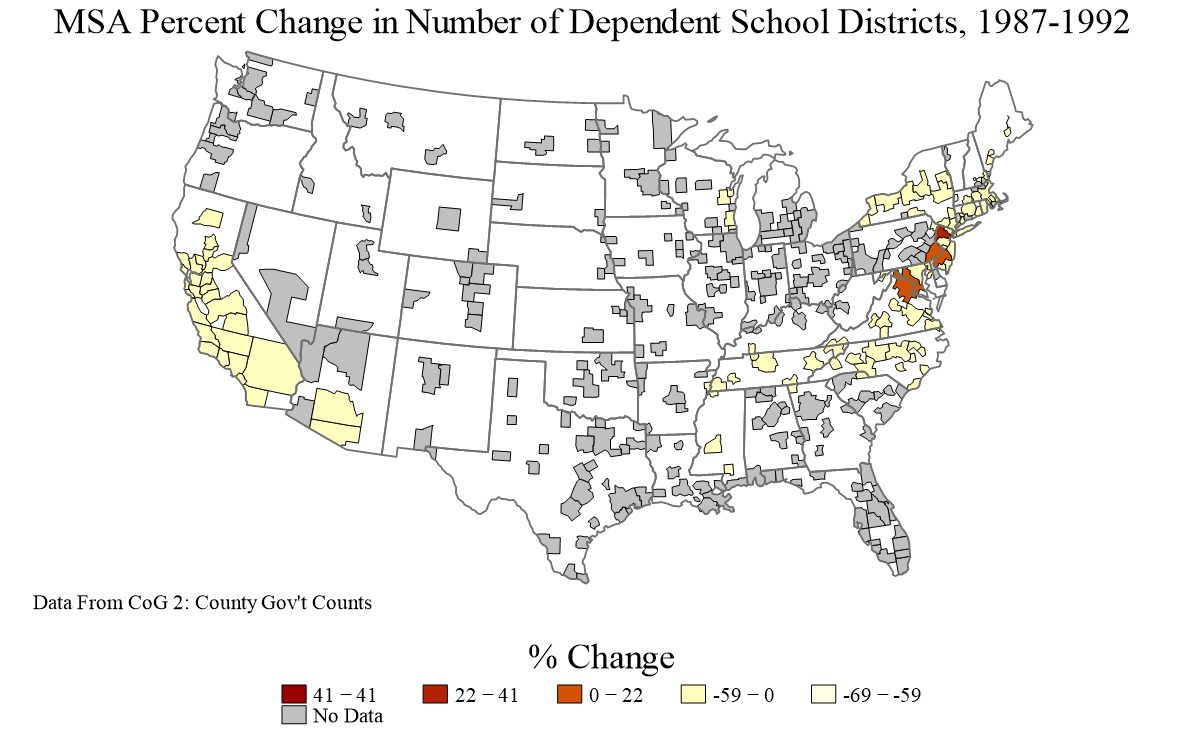 MSA Percent Change in Number of Dependent School Districts, 1987-1992
Data From CoG 2: County Gov't Counts
% Change
41 − 41 22 − 41 0 − 22 -59 − 0 -69 − -59
No Data